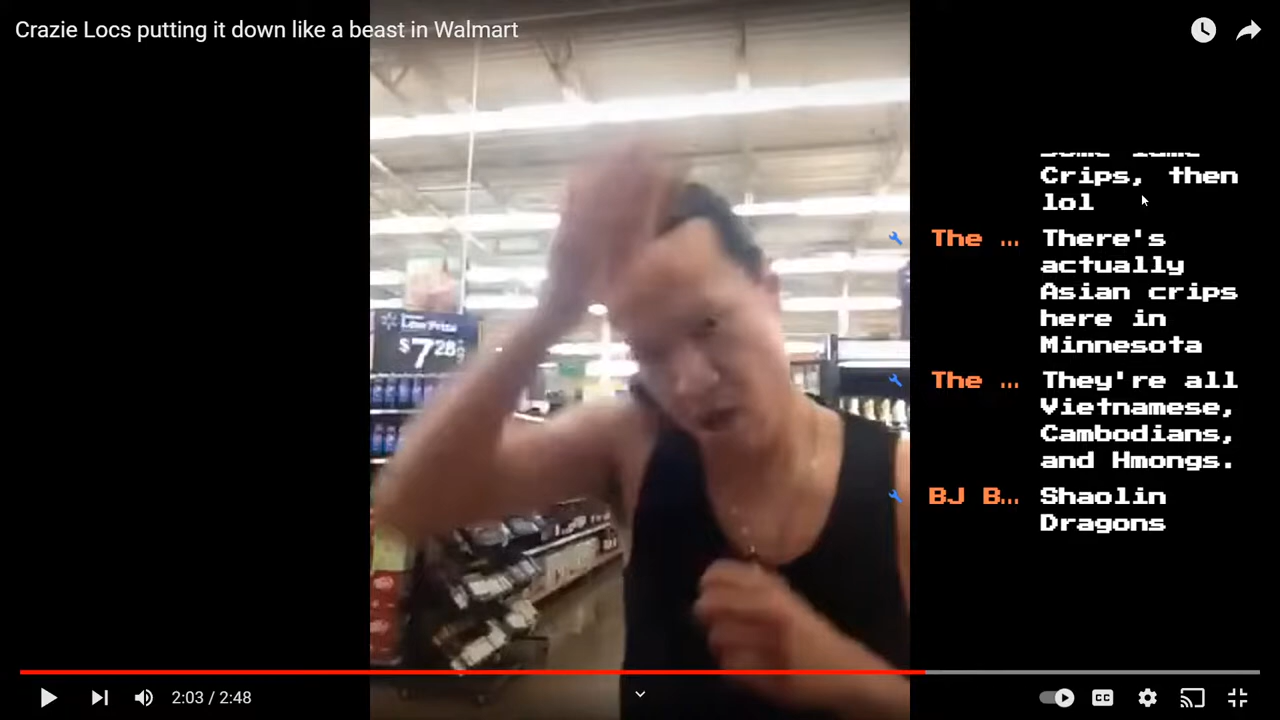 Crazie Locs putting it down like a beast in Walmart
Crips, then
lol
The ... There's
actually
Asian crips
here in
Minnesota
The ... They're all
Vietnamese,
Cambodians,
and Hmongs.
BJ B... Shaolin
Dragons
Low Price
$7
2:03 / 2:48
CC